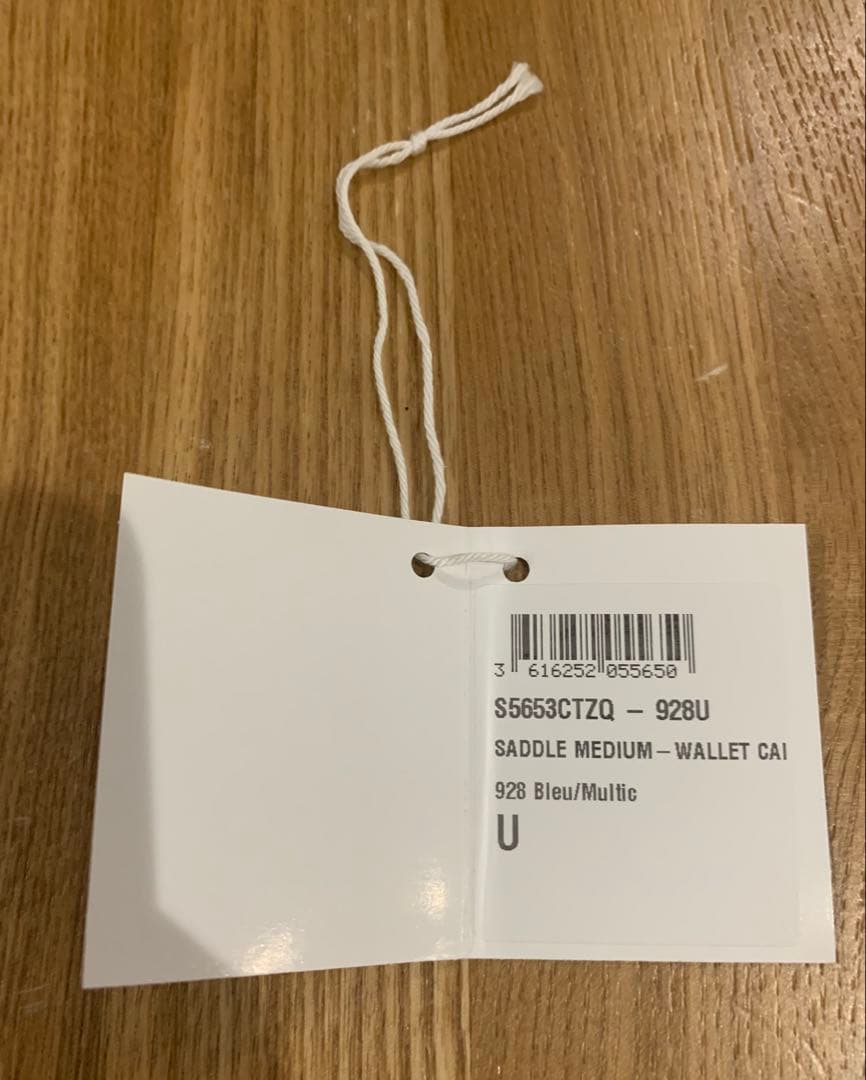 3 616252 055650
S5653CTZQ – 928U
SADDLE MEDIUM–WALLET CAI
928 Bleu/Multic
U